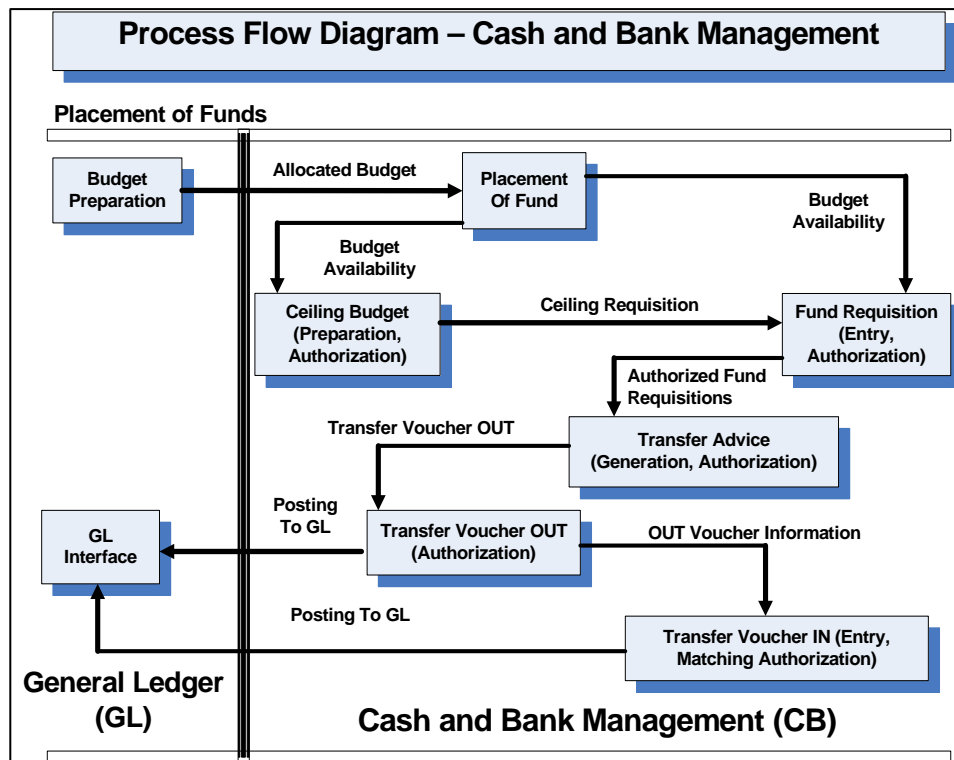 Process Flow Diagram – Cash and Bank Management
Placement of Funds
Budget
Preparation
Allocated Budget
Placement
Of Fund
Budget
Availability
Budget
Availability
Ceiling Budget
(Preparation,
Authorization)
Ceiling Requisition
Fund Requisition
(Entry,
Authorization)
Authorized Fund
Requisitions
Transfer Voucher OUT
Transfer Advice
(Generation, Authorization)
Posting
To GL
GL
Interface
Transfer Voucher OUT
(Authorization)
OUT Voucher Information
Posting To GL
Transfer Voucher IN (Entry,
Matching Authorization)
General Ledger
(GL)
Cash and Bank Management (CB)